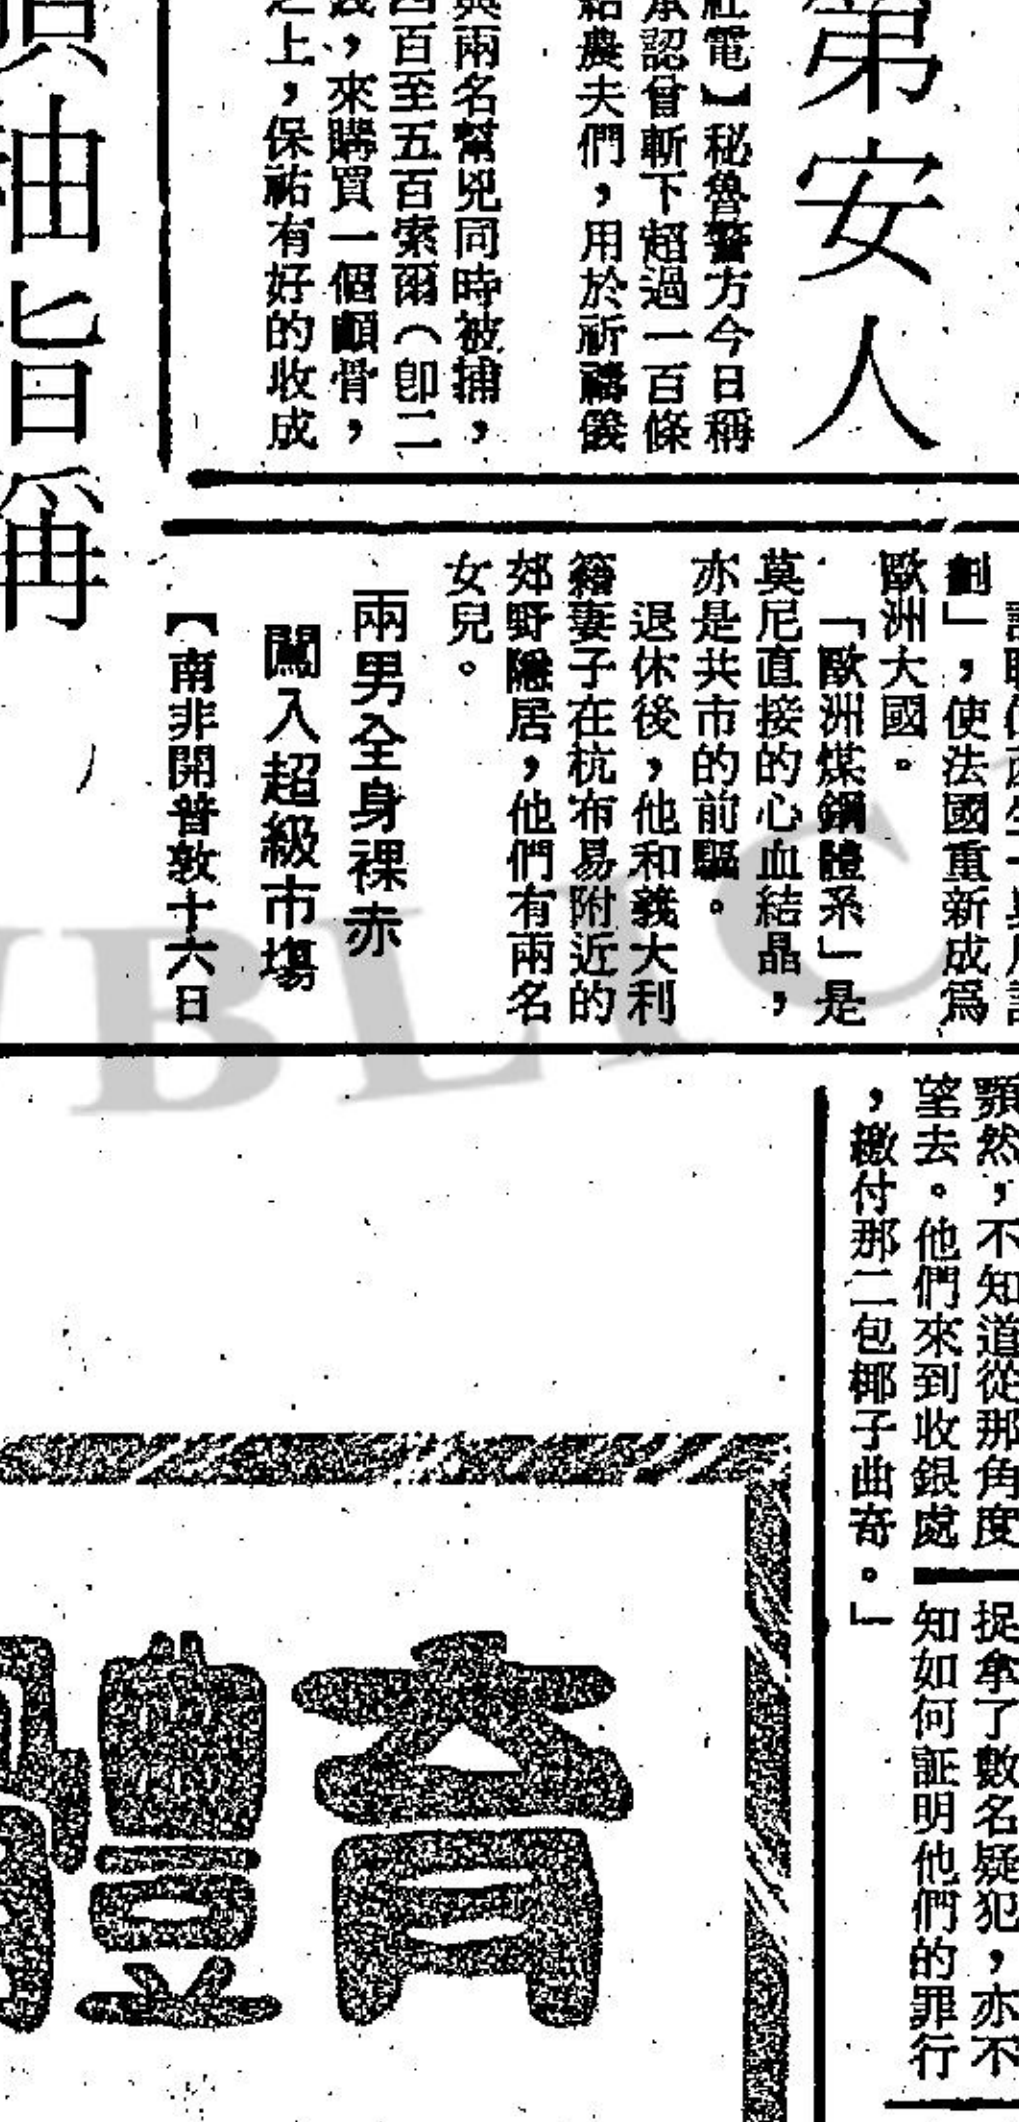 第安人
社電】秘魯警方今日稱
承認曾斬下超過一百條
給農夫們，用於祈禱儀
與兩名幫兇同時被捕，
四百至五百索爾（卽二
錢，來購買一個顱骨，
之上，保祐有好的收成
油旨稱
劃」，使法國重新成爲
歐洲大國。
「歐洲煤鋼體系」是
莫尼直接的心血結晶，
亦是共市的前驅。
退休後，他和義大利
籍妻子在杭布易附近的
郊野隱居，他們有兩名
女兒。
兩男全身裸赤
闖入超級市場
【南非開普敦十六日
顆然，不知道從那角度
望去。他們來到收銀處
，繳付那二包椰子曲奇。」
捉拿了數名疑犯，亦不
知如何証明他們的罪行
育
體
PUBLIC